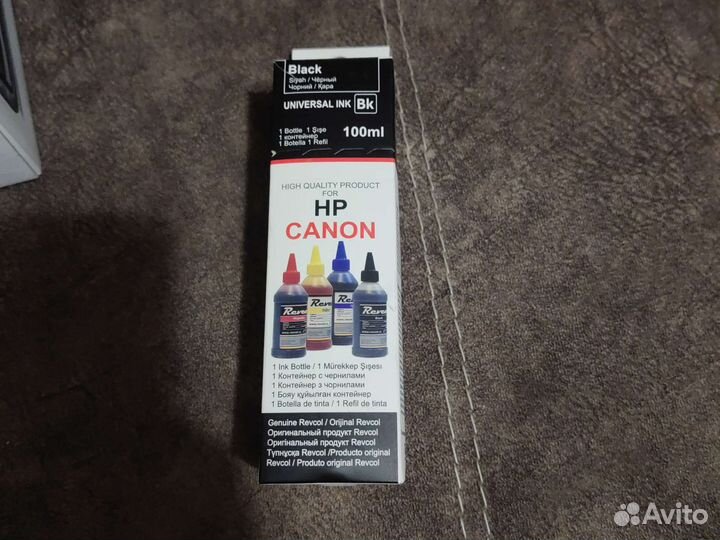 Black
Siyah / Чёрный
Чорний / Қара
UNIVERSAL INK Bk
1 Bottle 1 Şişe
1 контейнер
1 Botella 1 Refil
100ml
HIGH QUALITY PRODUCT
FOR
HP
CANON
1 Ink Bottle / 1 Mürekkep Şişesi
1 Контейнер с чернилами
1 Контейнер з чорнилами
1 Бояу құйылған контейнер
1 Botella de tinta / 1 Refil de tinta
Genuine Revcol / Orijinal Revcol
Оригинальный продукт Revcol
Оригінальный продукт Revcol
Түпнұсқа Revcol /Producto original
Revcol / Produto original Revcol
Avito